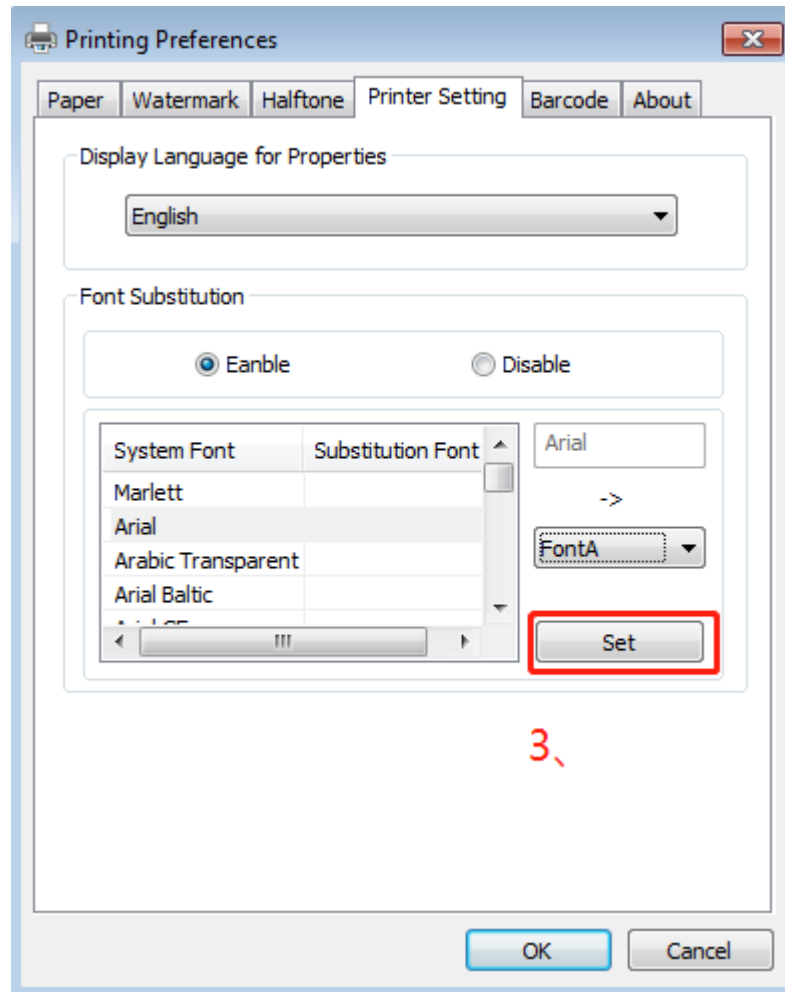 Printing Preferences
Paper Watermark Halftone Printer Setting Barcode About
Display Language for Properties
English
Font Substitution
Eanble Disable
System Font Substitution Font
Marlett
Arial
Arabic Transparent
Arial Baltic
Arial
->
FontA
Set
3、
OK Cancel